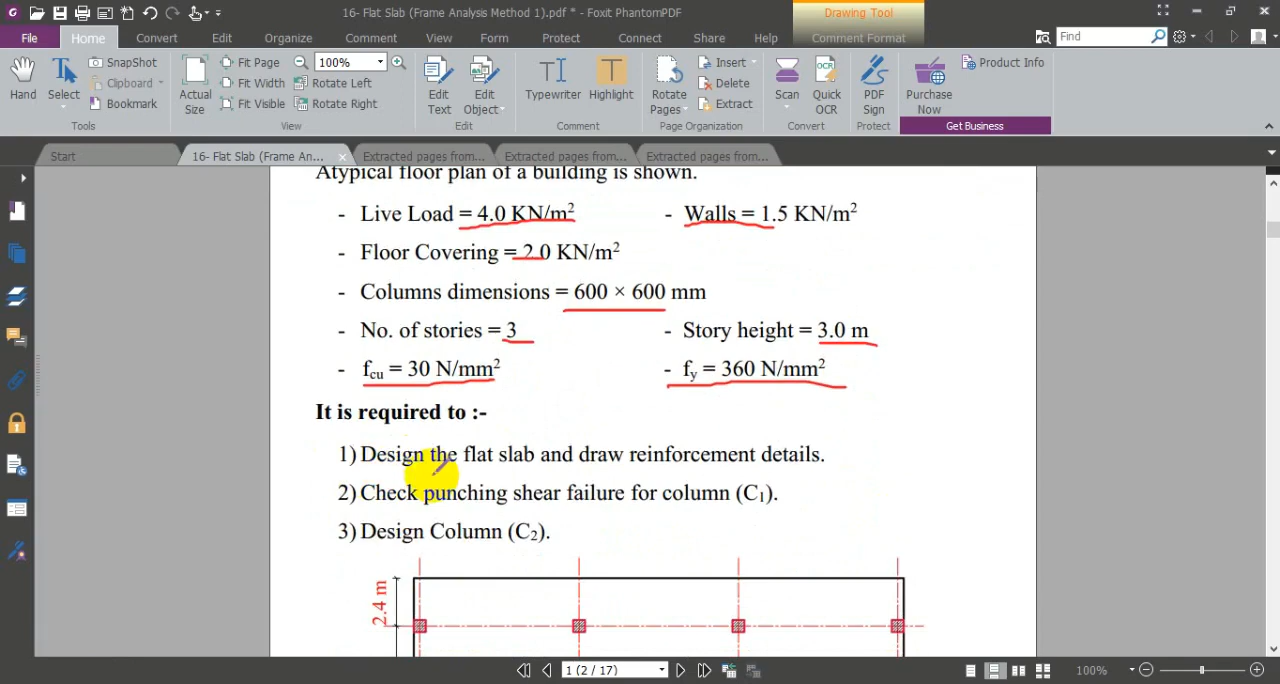 16- Flat Slab (Frame Analysis Method 1).pdf * - Foxit PhantomPDF
Drawing Tool
File Home Convert Edit Organize Comment View Form Protect Connect Share Help Comment Format Find
SnapShot Fit Page 100% Insert Product Info
Clipboard Fit Width Rotate Left Delete
Bookmark Fit Visible Rotate Right Extract
Hand Select Actual Size Edit Text Edit Object Typewriter Highlight Rotate Pages Scan Quick OCR PDF Sign Purchase Now
Tools View Edit Comment Page Organization Convert Protect Get Business
Start 16- Flat Slab (Frame An... Extracted pages from... Extracted pages from... Extracted pages from...
Atypical floor plan of a building is shown.
- Live Load = 4.0 KN/m² - Walls = 1.5 KN/m²
- Floor Covering = 2.0 KN/m²
- Columns dimensions = 600 × 600 mm
- No. of stories = 3 - Story height = 3.0 m
- fcu = 30 N/mm² - fy = 360 N/mm²
It is required to :-
1) Design the flat slab and draw reinforcement details.
2) Check punching shear failure for column (C₁).
3) Design Column (C₂).
2.4 m
1 (2 / 17) 100%